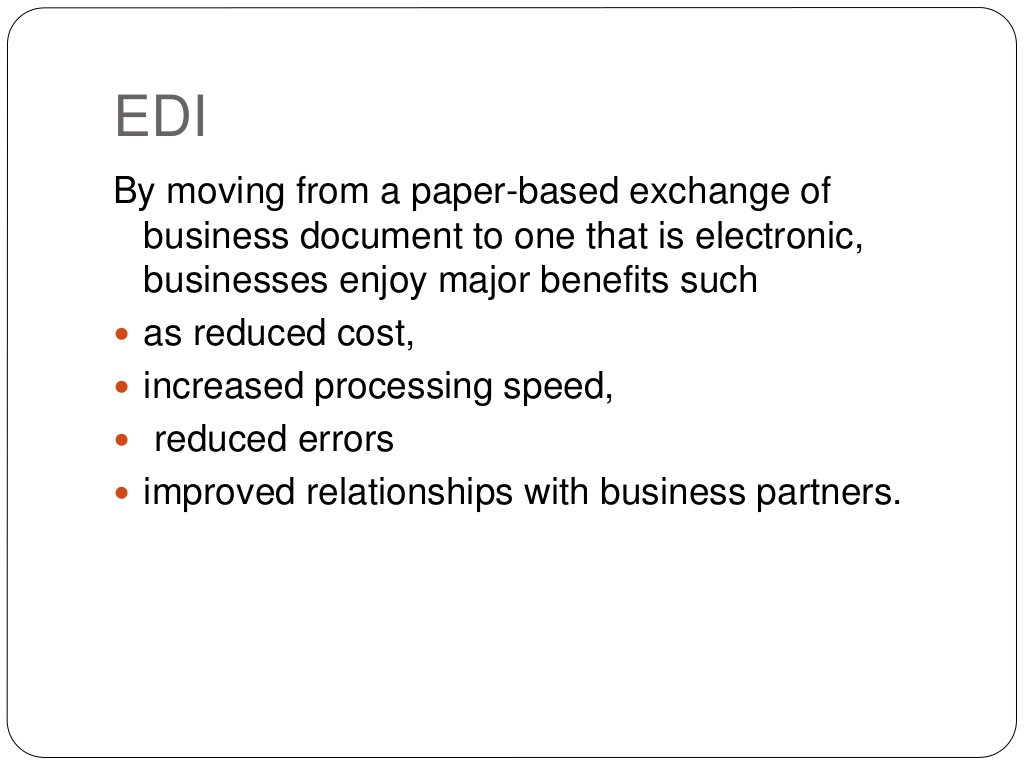 EDI
By moving from a paper-based exchange of
business document to one that is electronic,
businesses enjoy major benefits such
• as reduced cost,
• increased processing speed,
• reduced errors
• improved relationships with business partners.